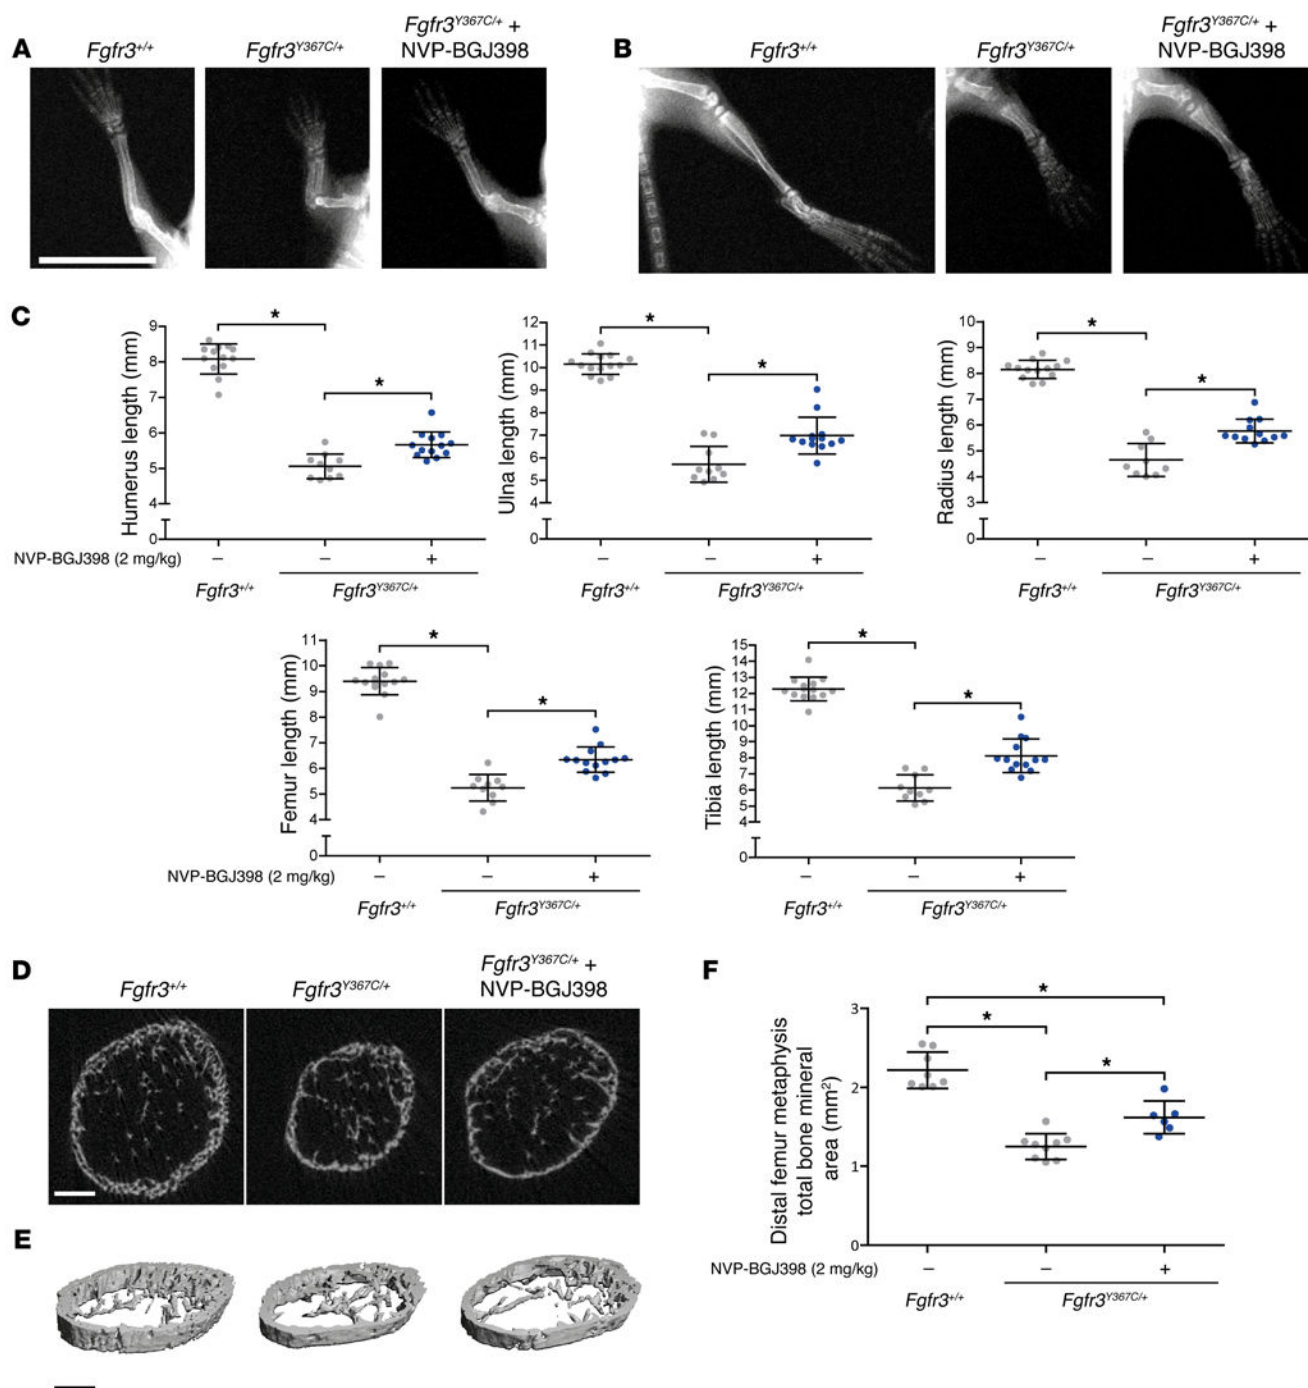 A
Fgfr3+/+
Fgfr3Y367C/+
Fgfr3Y367C/+ +
NVP-BGJ398
B
Fgfr3+/+
Fgfr3Y367C/+
Fgfr3Y367C/+ +
NVP-BGJ398
C
Humerus length (mm)
9
8
7
6
5
4
0
*
*
Ulna length (mm)
12
11
10
9
8
7
6
5
4
0
*
*
Radius length (mm)
10
9
8
7
6
5
4
3
0
*
*
NVP-BGJ398 (2 mg/kg)
– – +
– – +
– – +
Fgfr3+/+
Fgfr3Y367C/+
Fgfr3+/+
Fgfr3Y367C/+
Fgfr3+/+
Fgfr3Y367C/+
Femur length (mm)
11
10
9
8
7
6
5
4
0
*
*
Tibia length (mm)
15
14
13
12
11
10
9
8
7
6
5
4
0
*
*
NVP-BGJ398 (2 mg/kg)
– – +
– – +
Fgfr3+/+
Fgfr3Y367C/+
Fgfr3+/+
Fgfr3Y367C/+
D
Fgfr3+/+
Fgfr3Y367C/+
Fgfr3Y367C/+ +
NVP-BGJ398
E
F
Distal femur metaphysis
total bone mineral
area (mm2)
3
2
1
0
*
*
*
NVP-BGJ398 (2 mg/kg)
– – +
Fgfr3+/+
Fgfr3Y367C/+